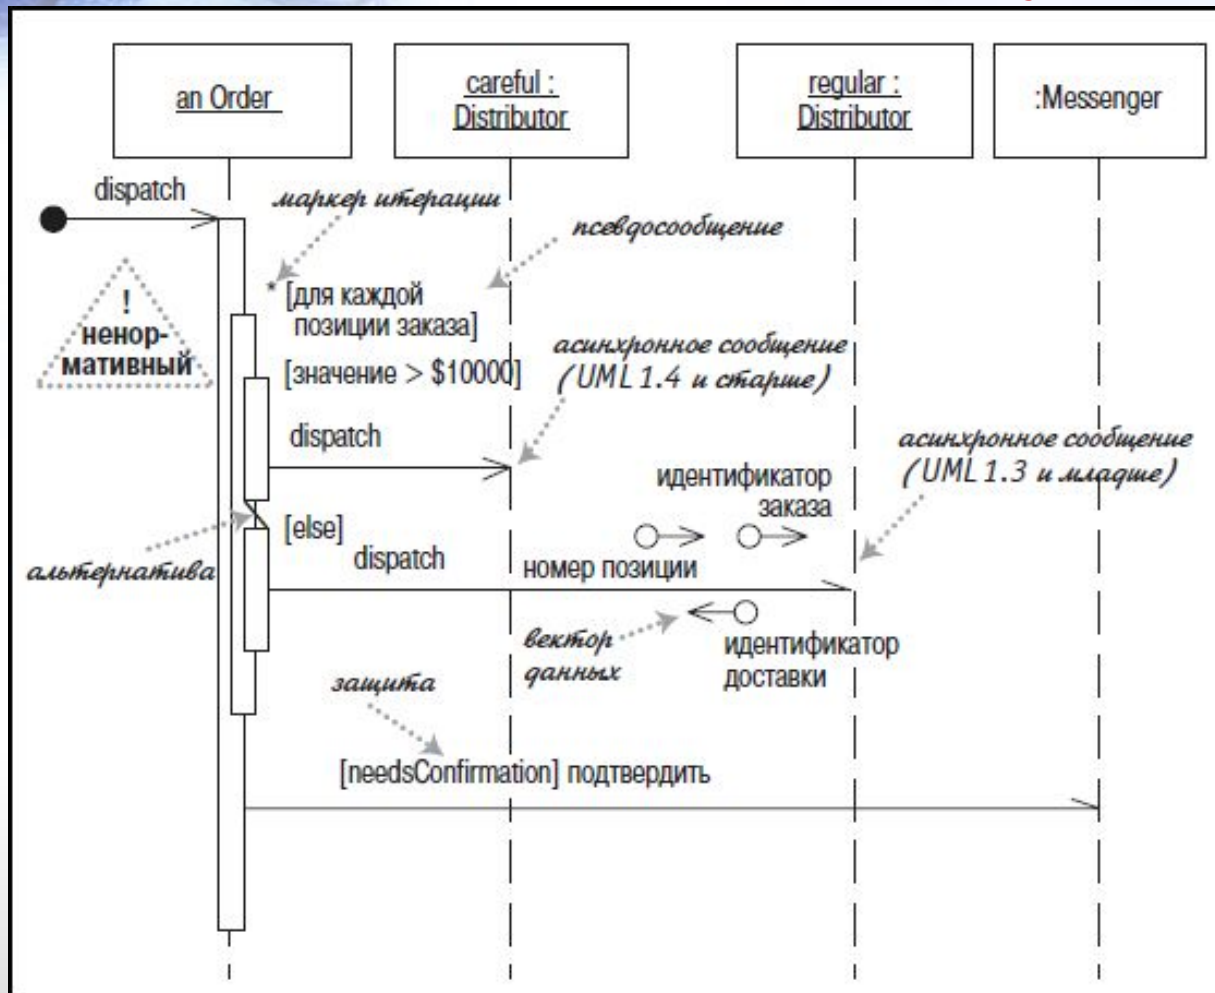 an Order
careful :
Distributor
regular :
Distributor
:Messenger
dispatch
маркер итерации
псевдосообщение
* [для каждой
позиции заказа]
!
ненор-
мативный
[значение > $10000]
асинхронное сообщение
(UML 1.4 и старше)
dispatch
асинхронное сообщение
(UML 1.3 и младше)
идентификатор
заказа
[else]
альтернатива
dispatch
номер позиции
вектор
данных
идентификатор
доставки
защита
[needsConfirmation] подтвердить